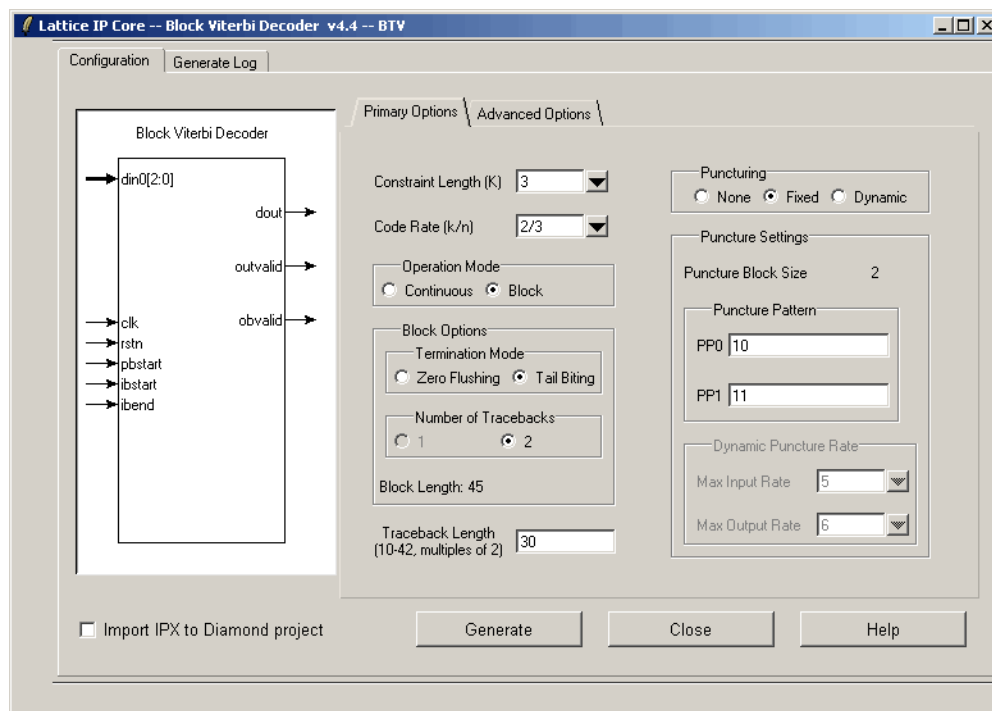 Lattice IP Core -- Block Viterbi Decoder v4.4 -- BTV
Configuration
Generate Log
Block Viterbi Decoder
din0[2:0]
dout
outvalid
obvalid
clk
rstn
pbstart
ibstart
ibend
Primary Options
Advanced Options
Constraint Length (K) 3
Code Rate (k/n) 2/3
Operation Mode
Continuous Block
Block Options
Termination Mode
Zero Flushing Tail Biting
Number of Tracebacks
1 2
Block Length: 45
Traceback Length
(10-42, multiples of 2) 30
Puncturing
None Fixed Dynamic
Puncture Settings
Puncture Block Size 2
Puncture Pattern
PP0 10
PP1 11
Dynamic Puncture Rate
Max Input Rate 5
Max Output Rate 6
Import IPX to Diamond project
Generate
Close
Help